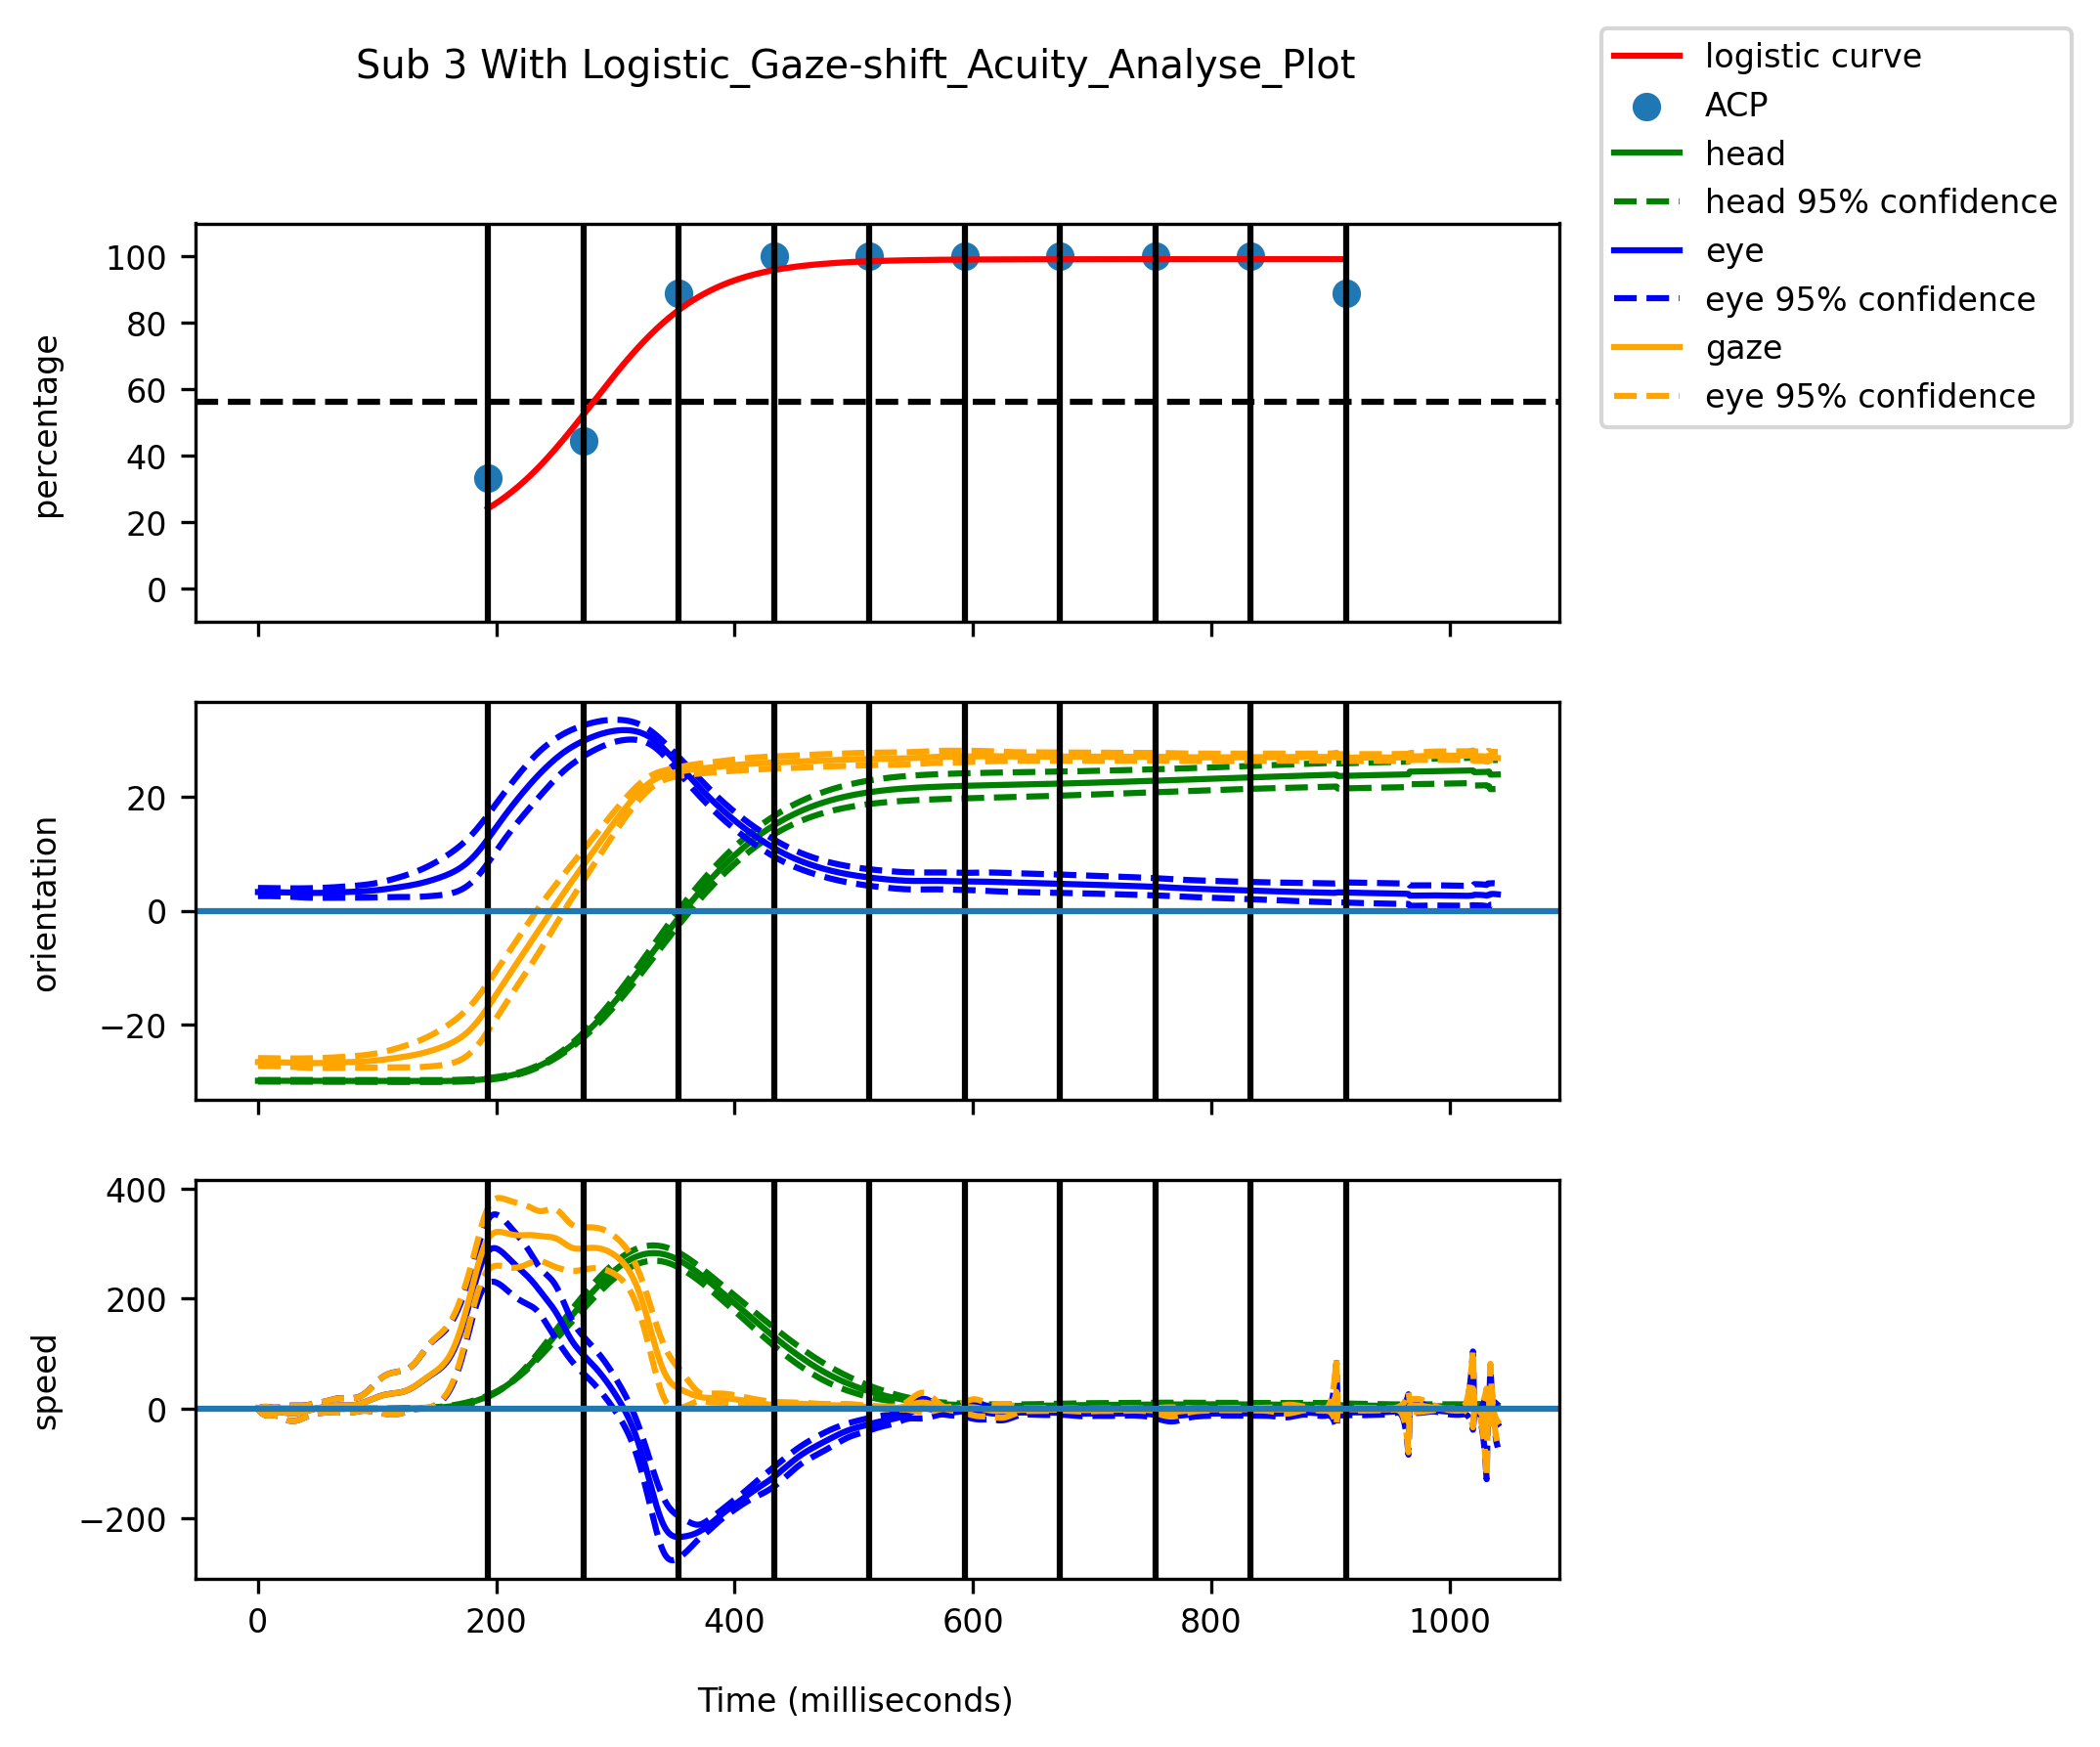 Sub 3 With Logistic_Gaze-shift_Acuity_Analyse_Plot
logistic curve
ACP
head
head 95% confidence
eye
eye 95% confidence
gaze
eye 95% confidence
percentage
100
80
60
40
20
0
orientation
20
0
−20
speed
400
200
0
−200
0 200 400 600 800 1000
Time (milliseconds)